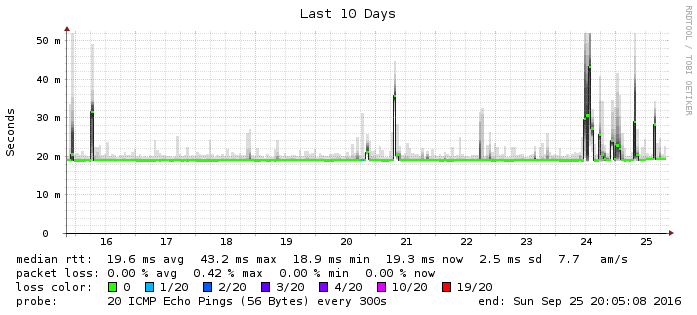 Last 10 Days
RRDTOOL / TOBI OETIKER
Seconds
50 m
40 m
30 m
20 m
10 m
0
16 17 18 19 20 21 22 23 24 25
median rtt: 19.6 ms avg 43.2 ms max 18.9 ms min 19.3 ms now 2.5 ms sd 7.7 am/s
packet loss: 0.00 % avg 0.42 % max 0.00 % min 0.00 % now
loss color: 0 1/20 2/20 3/20 4/20 10/20 19/20
probe: 20 ICMP Echo Pings (56 Bytes) every 300s end: Sun Sep 25 20:05:08 2016